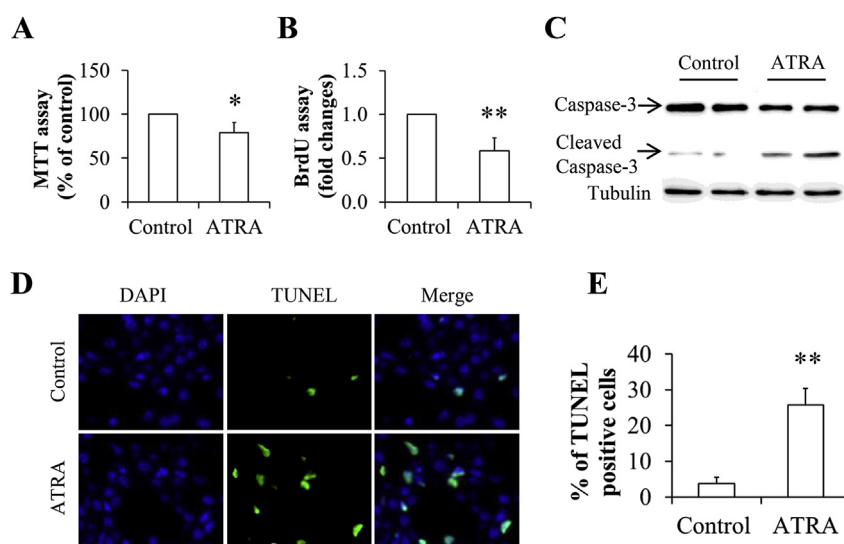 A
MTT assay
(% of control)
150
100
50
0
*
Control ATRA
B
BrdU assay
(fold changes)
1.5
1.0
0.5
0.0
**
Control ATRA
C
Control ATRA
Caspase-3
Cleaved
Caspase-3
Tubulin
D
DAPI TUNEL Merge
Control
ATRA
E
% of TUNEL
positive cells
40
30
20
10
0
**
Control ATRA